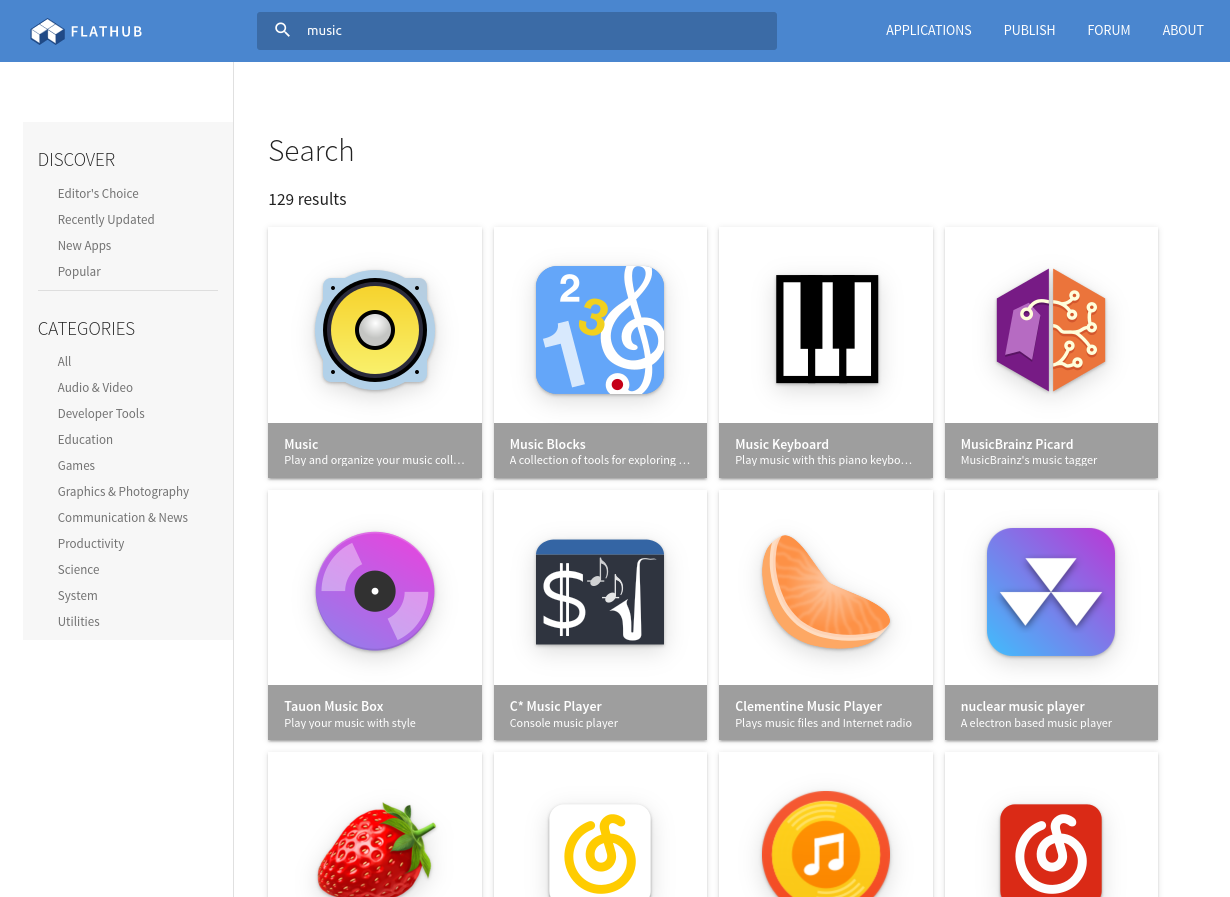 FLATHUB
music
APPLICATIONS
PUBLISH
FORUM
ABOUT
DISCOVER
Editor's Choice
Recently Updated
New Apps
Popular
CATEGORIES
All
Audio & Video
Developer Tools
Education
Games
Graphics & Photography
Communication & News
Productivity
Science
System
Utilities
Search
129 results
1 2 3
Music
Play and organize your music coll…
Music Blocks
A collection of tools for exploring …
Music Keyboard
Play music with this piano keybo…
MusicBrainz Picard
MusicBrainz's music tagger
$
Tauon Music Box
Play your music with style
C* Music Player
Console music player
Clementine Music Player
Plays music files and Internet radio
nuclear music player
A electron based music player